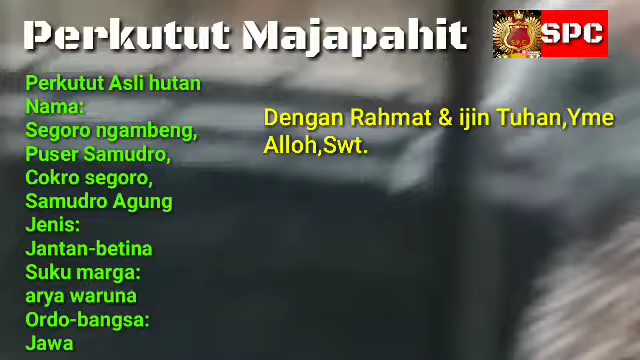 Perkutut Majapahit
SPC
Perkutut Asli hutan
Nama:
Segoro ngambeng,
Puser Samudro,
Cokro segoro,
Samudro Agung
Jenis:
Jantan-betina
Suku marga:
arya waruna
Ordo-bangsa:
Jawa
Dengan Rahmat & ijin Tuhan,Yme
Alloh,Swt.